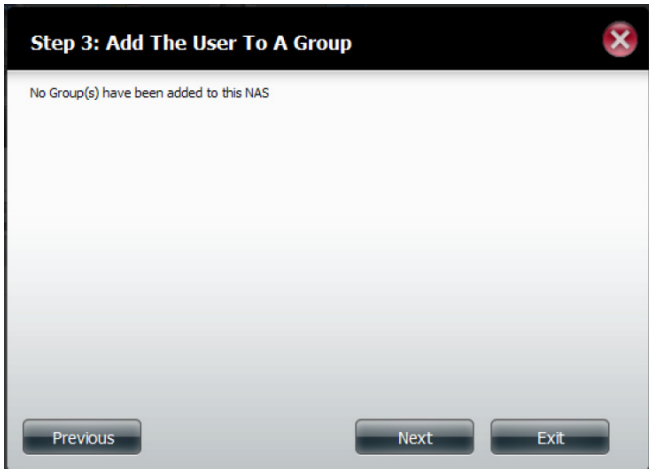 Step 3: Add The User To A Group
No Group(s) have been added to this NAS
Previous
Next
Exit